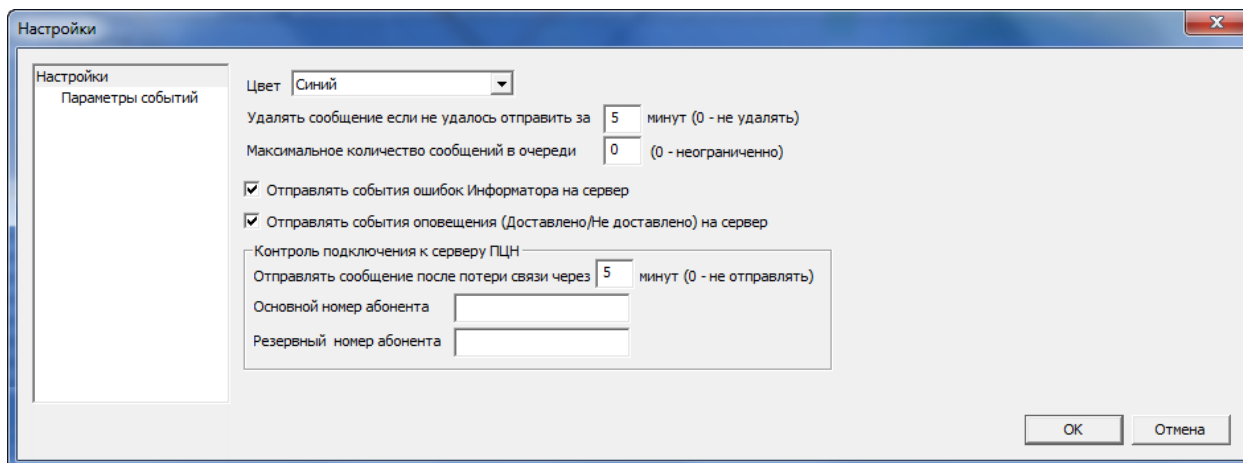 Настройки
Настройки
Параметры событий
Цвет Синий
Удалять сообщение если не удалось отправить за 5 минут (0 - не удалять)
Максимальное количество сообщений в очереди 0 (0 - неограниченно)
Отправлять события ошибок Информатора на сервер
Отправлять события оповещения (Доставлено/Не доставлено) на сервер
Контроль подключения к серверу ПЦН
Отправлять сообщение после потери связи через 5 минут (0 - не отправлять)
Основной номер абонента
Резервный номер абонента
OK Отмена